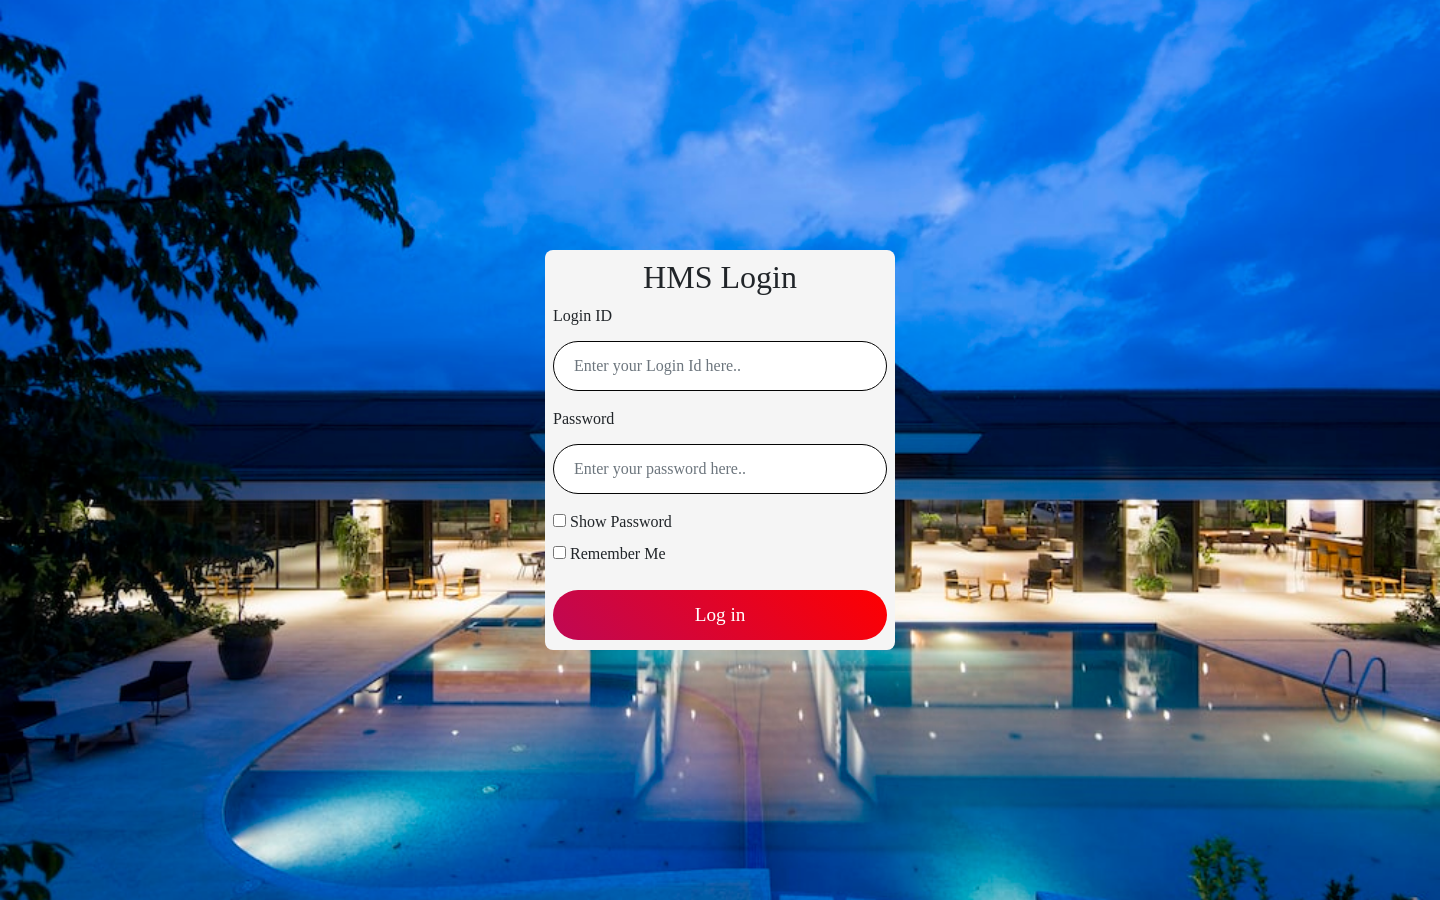 HMS Login
Login ID
Enter your Login Id here..
Password
Enter your password here..
Show Password
Remember Me
Log in